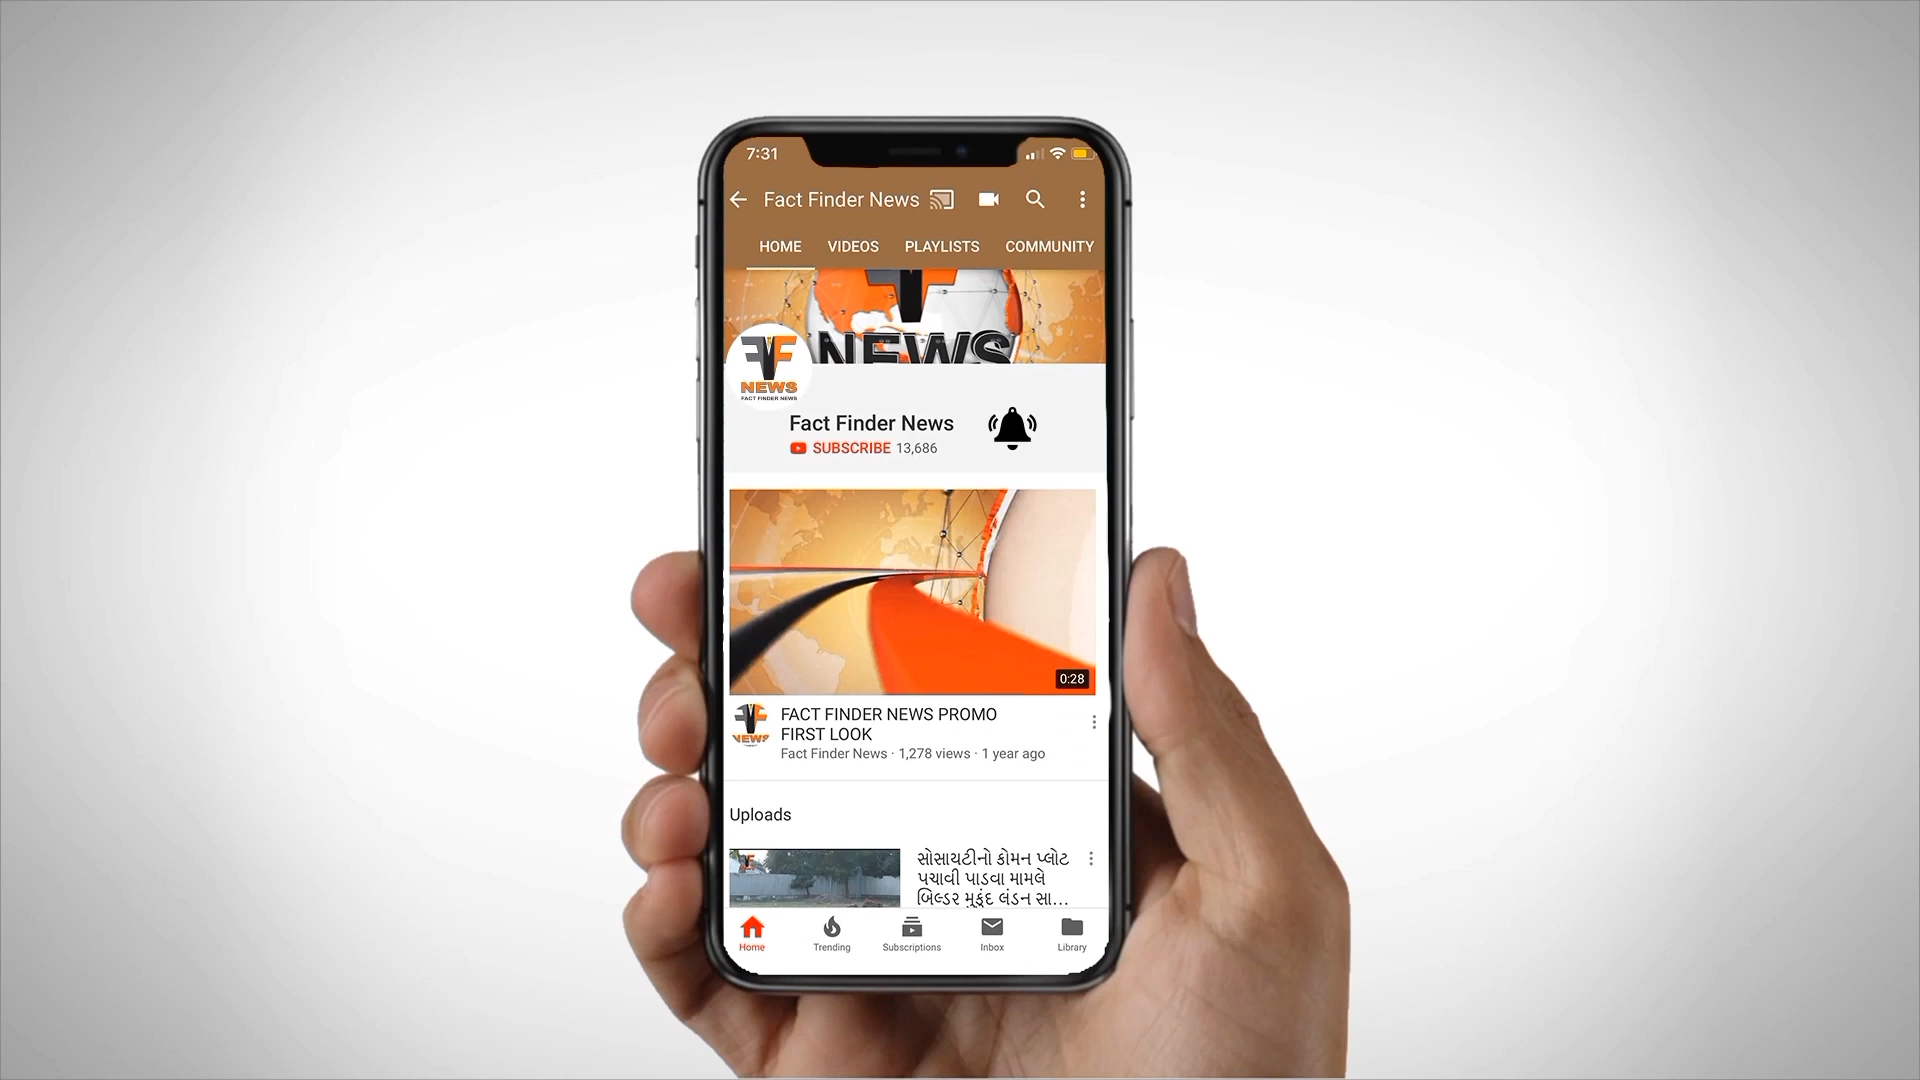 7:31
Fact Finder News
HOME VIDEOS PLAYLISTS COMMUNITY
NEWS
NEWS
FACT FINDER NEWS
Fact Finder News
SUBSCRIBE 13,686
0:28
FACT FINDER NEWS PROMO
FIRST LOOK
Fact Finder News · 1,278 views · 1 year ago
NEWS
Uploads
સોસાયટીનો કોમન પ્લોટ
પચાવી પાડવા મામલે
બિલ્ડર મુકુંદ લંડન સા...
Home Trending Subscriptions Inbox Library